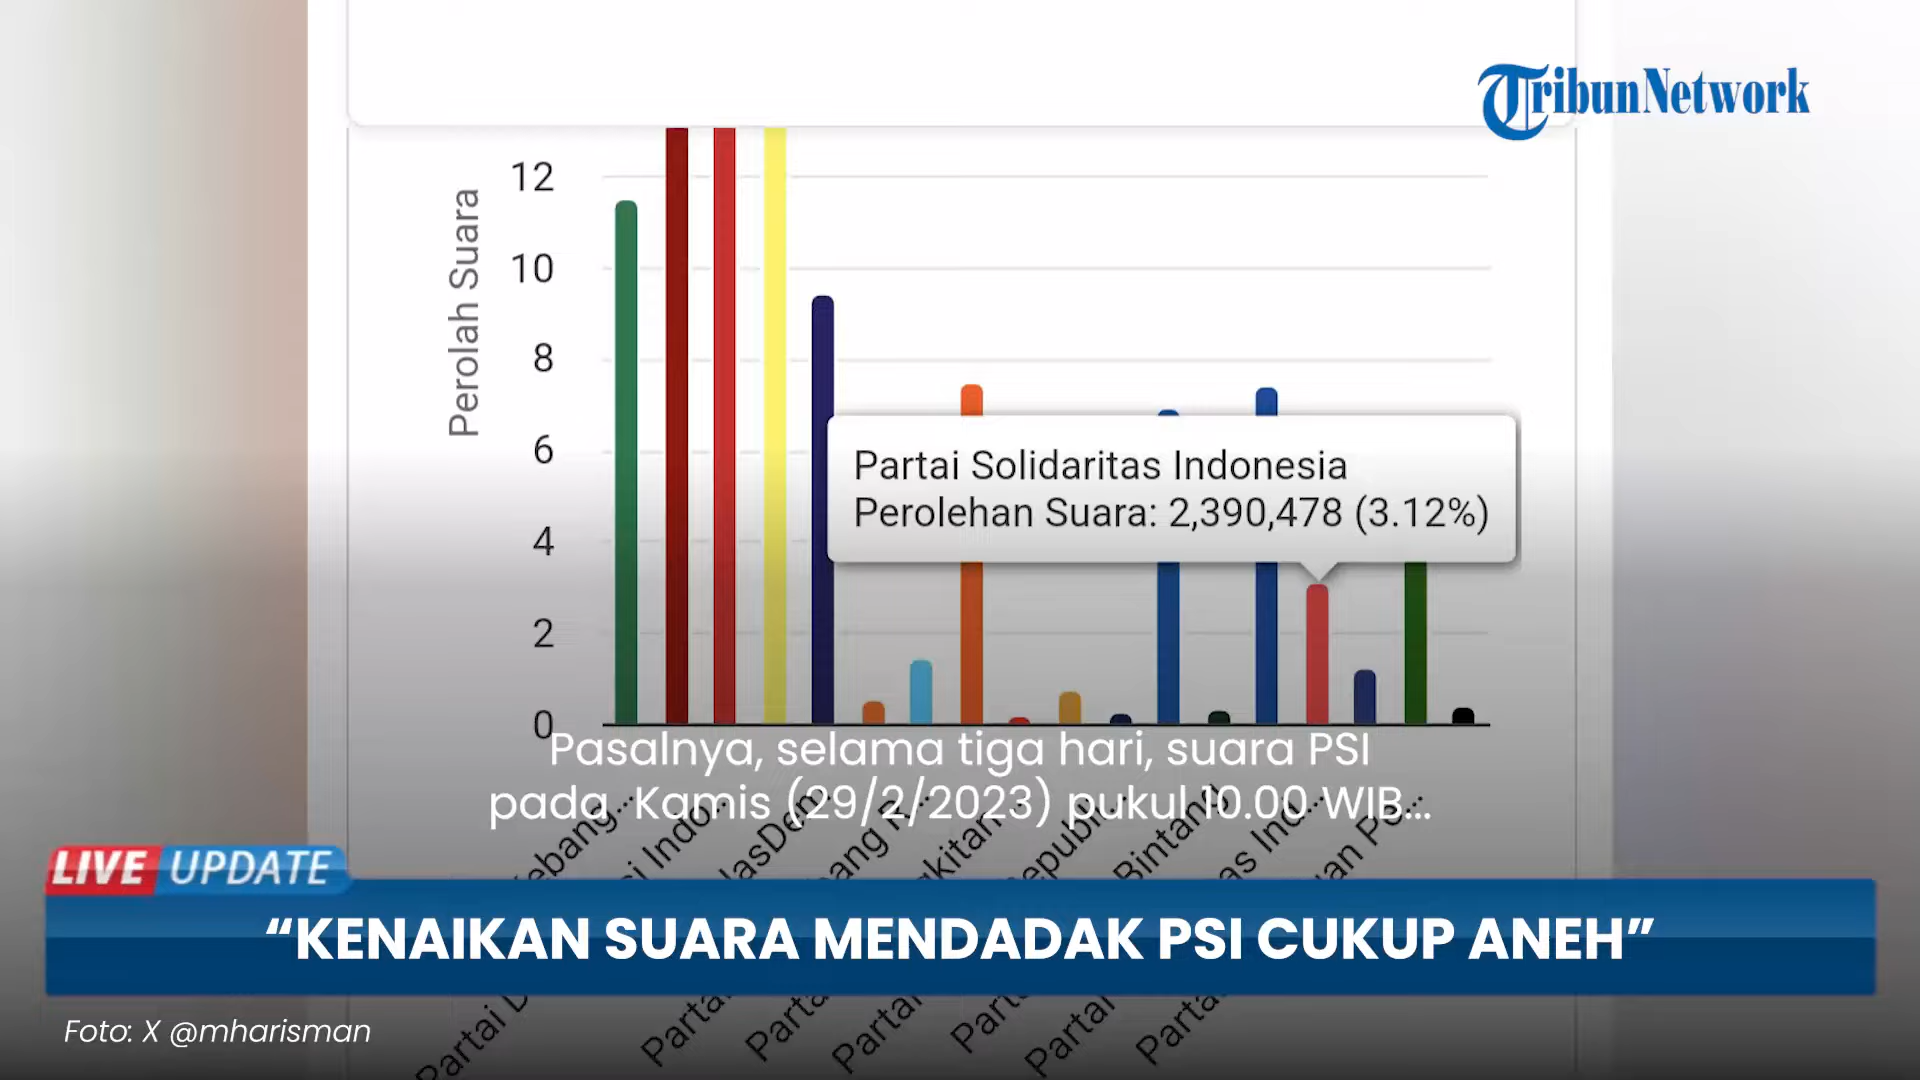 TribunNetwork
Perolah Suara
12
10
8
6
4
2
0
Partai Solidaritas Indonesia
Perolehan Suara: 2,390,478 (3.12%)
Pasalnya, selama tiga hari, suara PSI
pada Kamis (29/2/2023) pukul 10.00 WIB...
LIVE UPDATE
“KENAIKAN SUARA MENDADAK PSI CUKUP ANEH”
Foto: X @mharisman